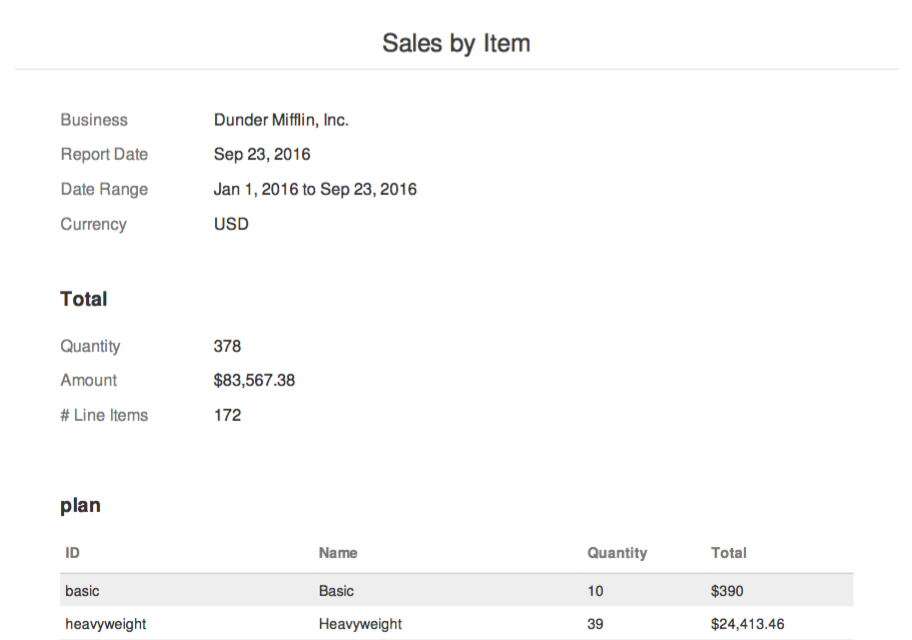 Sales by Item
Business Dunder Mifflin, Inc.
Report Date Sep 23, 2016
Date Range Jan 1, 2016 to Sep 23, 2016
Currency USD
Total
Quantity 378
Amount $83,567.38
# Line Items 172
plan
ID Name Quantity Total
basic Basic 10 $390
heavyweight Heavyweight 39 $24,413.46